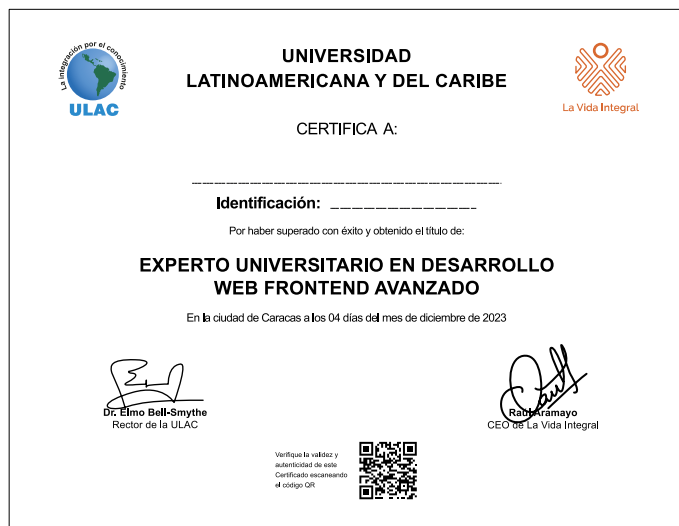 La integración por el conocimiento
ULAC
UNIVERSIDAD
LATINOAMERICANA Y DEL CARIBE
La Vida Integral
CERTIFICA A:
Identificación:
Por haber superado con éxito y obtenido el título de:
EXPERTO UNIVERSITARIO EN DESARROLLO
WEB FRONTEND AVANZADO
En la ciudad de Caracas a los 04 días del mes de diciembre de 2023
Dr. Elmo Bell-Smythe
Rector de la ULAC
Raúl Aramayo
CEO de La Vida Integral
Verifique la validez y
autenticidad de este
Certificado escaneando
el código QR